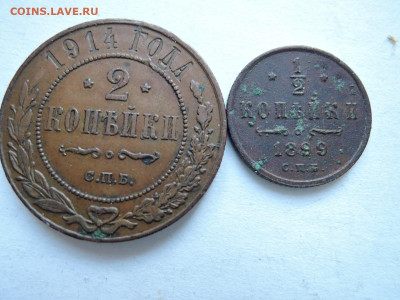 COINS.LAVE.RU
1914 ГОДА
2
КОПѢЙКИ
С.П.Б.
1/2
КОПѢЙКИ
1899
С.П.Б.